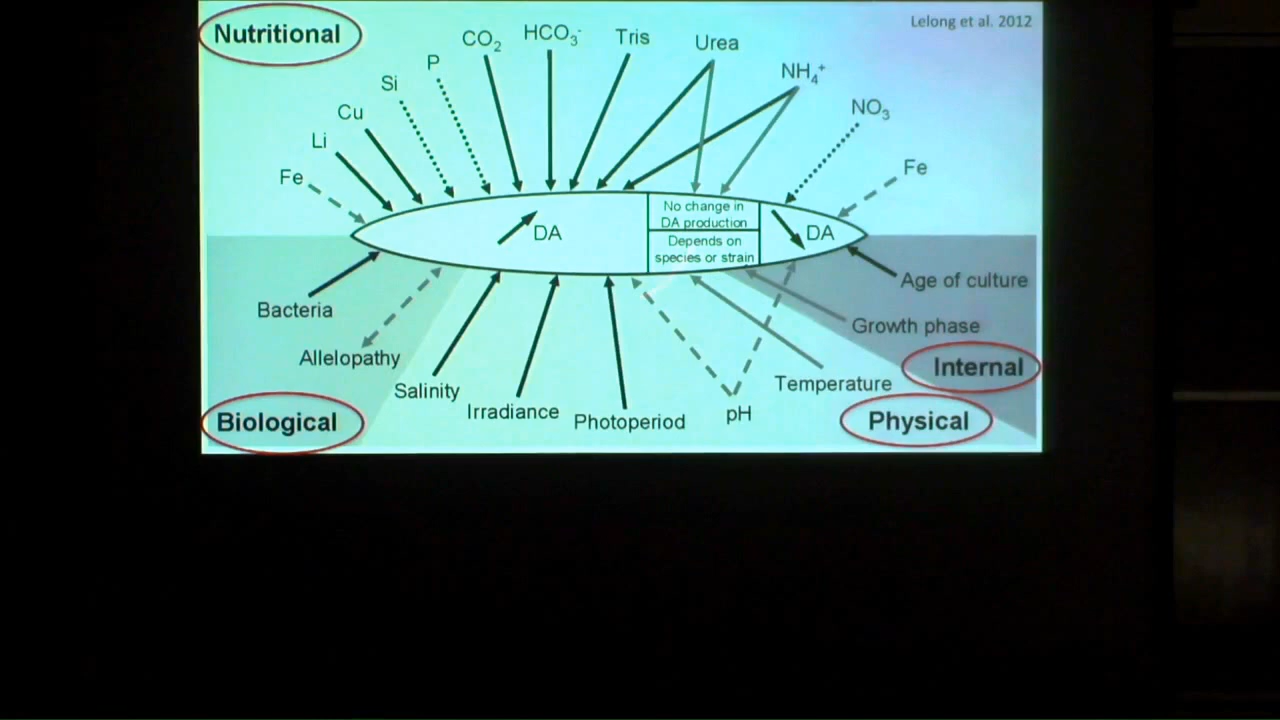 Nutritional
Lelong et al. 2012
CO₂
HCO₃⁻
Tris
Urea
P
NH₄⁺
Si
NO₃
Cu
Li
Fe
Fe
No change in
DA production
DA
Depends on
species or strain
DA
Bacteria
Age of culture
Allelopathy
Growth phase
Internal
Salinity
Temperature
Irradiance
pH
Photoperiod
Biological
Physical